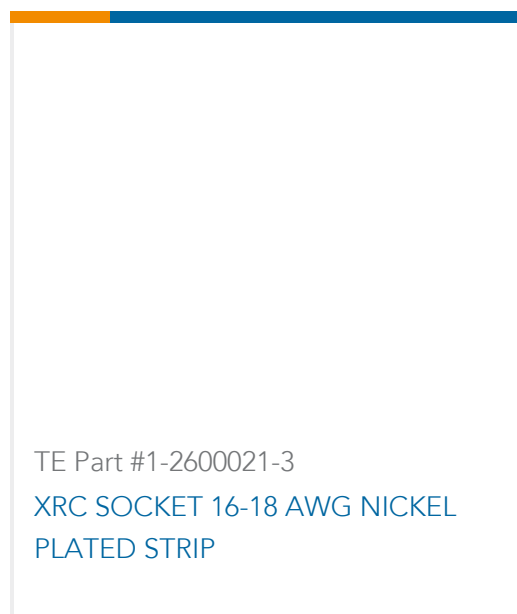 TE Part #1-2600021-3
XRC SOCKET 16-18 AWG NICKEL
PLATED STRIP